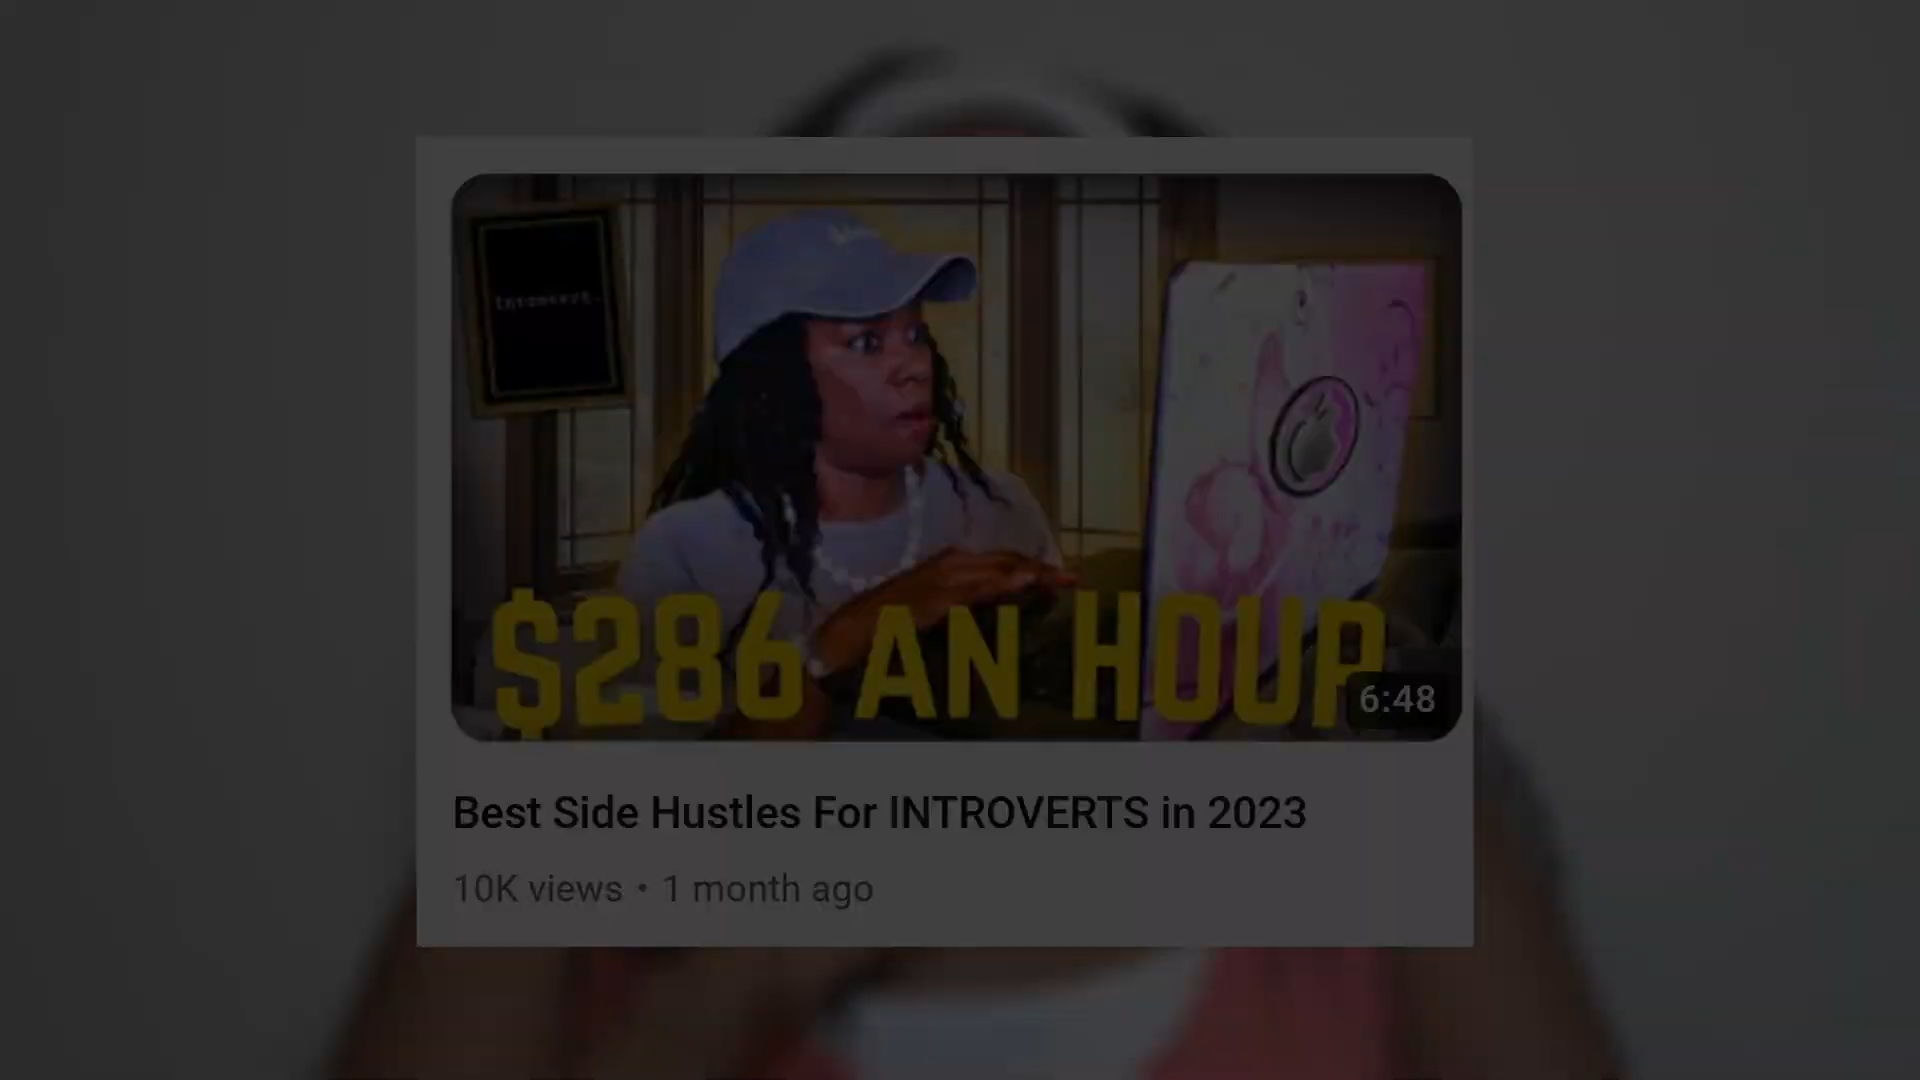 $286 AN HOUR
6:48
Best Side Hustles For INTROVERTS in 2023
10K views • 1 month ago